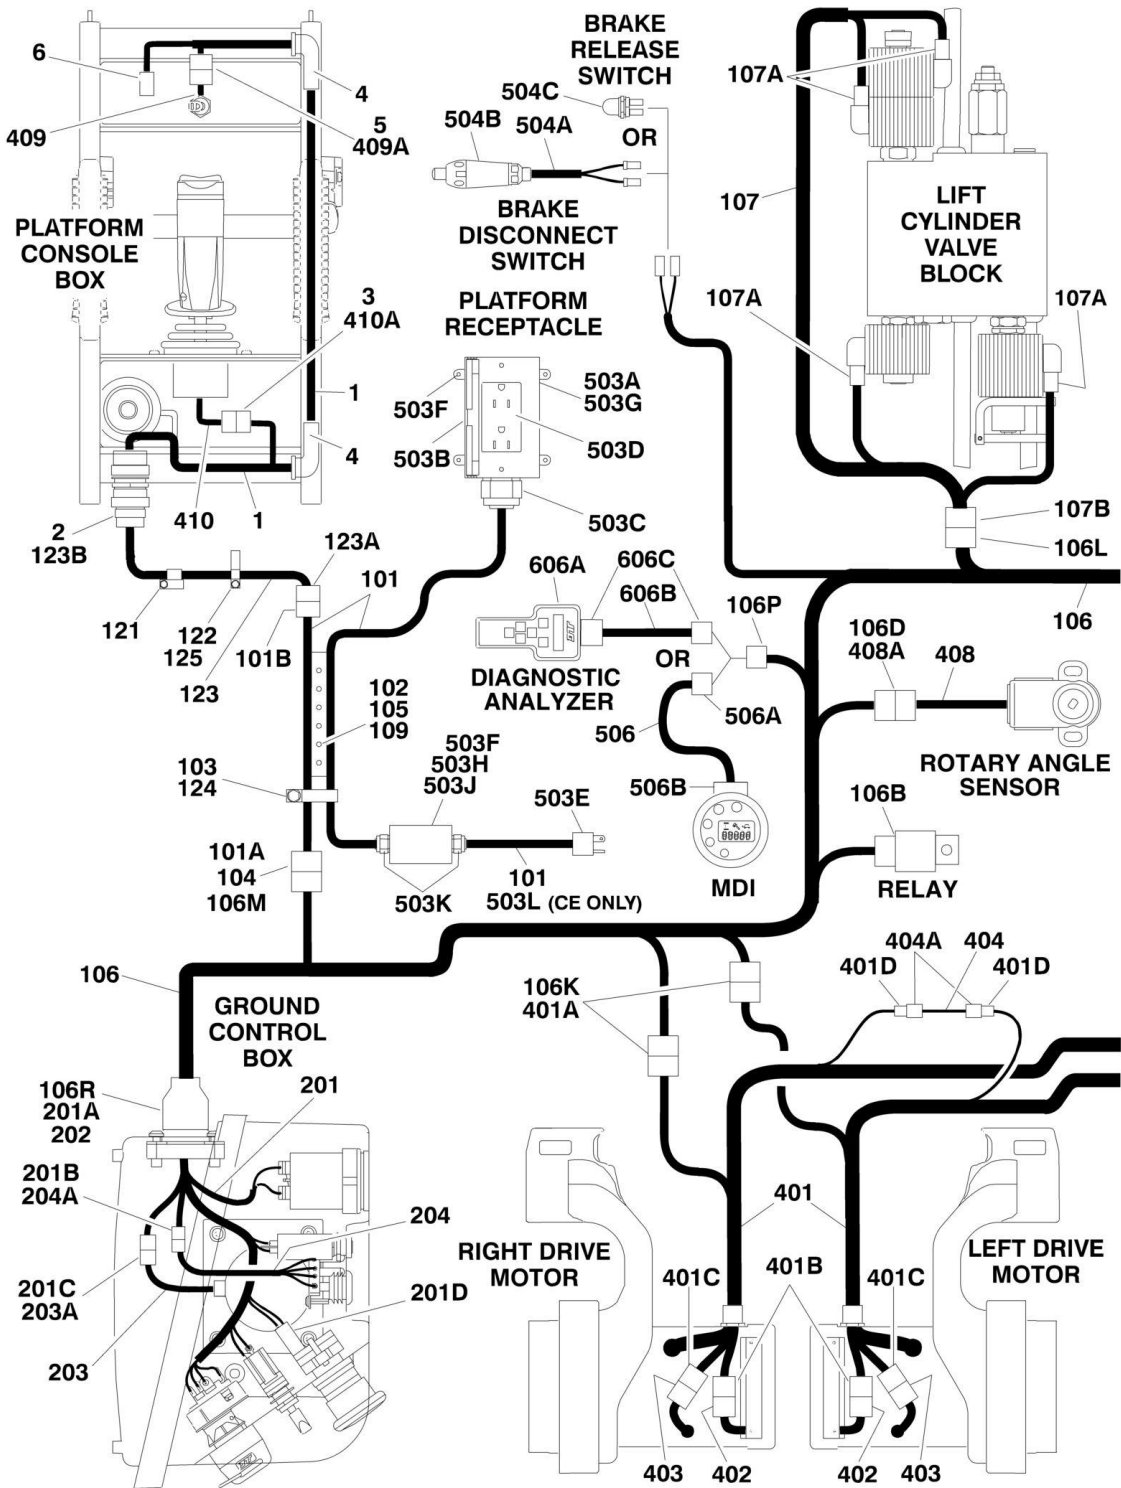 BRAKE
RELEASE
SWITCH
6
4
5
409A
409
504C
504B
504A
OR
107A
107
LIFT
CYLINDER
VALVE
BLOCK
PLATFORM
CONSOLE
BOX
BRAKE
DISCONNECT
SWITCH
3
410A
PLATFORM
RECEPTACLE
107A
107A
1
503F
503A
503G
503B
503D
4
410
1
503C
2
123B
107B
106L
123A
101
606A
606C
606B
106P
106
121
122
125
101B
123
OR
DIAGNOSTIC
ANALYZER
106D
408A
408
102
105
109
506
506A
503F
503H
503J
103
124
503E
506B
ROTARY ANGLE
SENSOR
106B
101A
104
106M
503K
101
503L (CE ONLY)
MDI
RELAY
106
GROUND
CONTROL
BOX
106K
401A
404A
404
401D
401D
106R
201A
202
201
201B
204A
204
401
RIGHT DRIVE
MOTOR
LEFT DRIVE
MOTOR
201C
203A
201D
401C
401B
401C
203
403
402
402
403